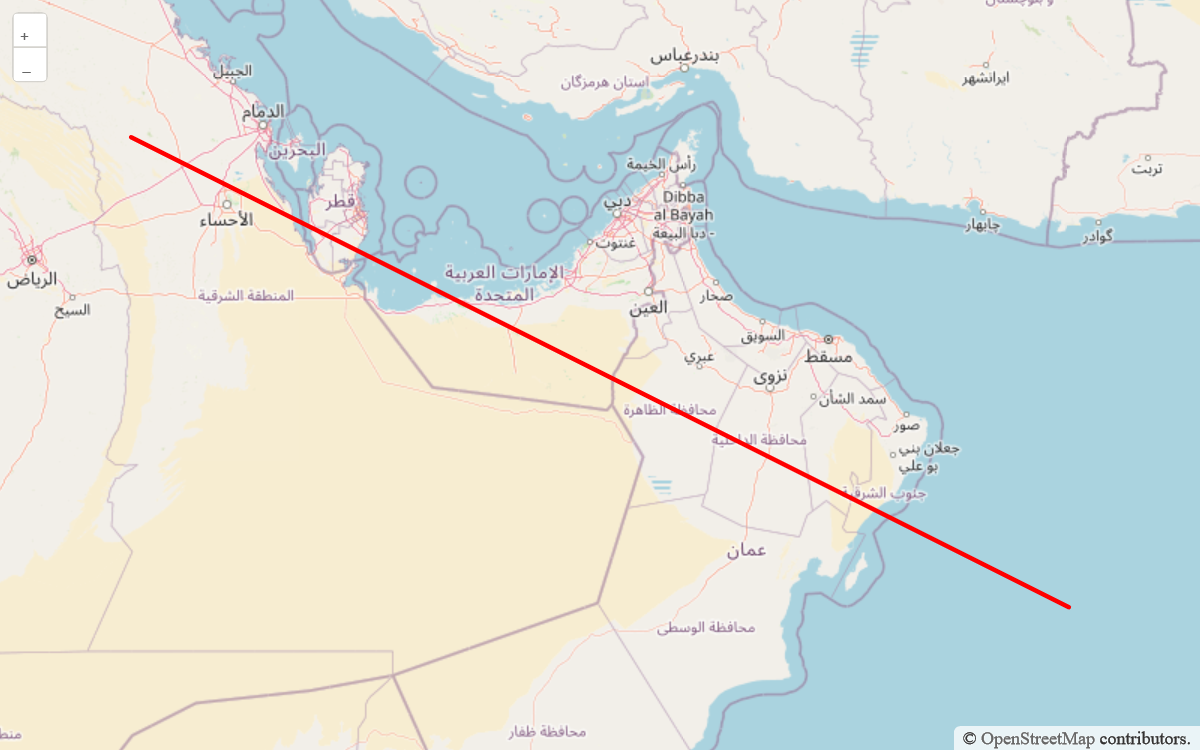 و بلوچستان
+
–
بندرعباس
الجبيل
ایرانشهر
استان هرمزگان
الدمام
البحرين
رأس الخيمة
تربت
Dibba
al Bayah
- دبا البيعة
قطر
دبي
الأحساء
چابهار
گوادر
غنتوت
الرياض
الإمارات العربية
المتحدة
المنطقة الشرقية
صحار
السيح
العين
السويق
عبري
مسقط
نزوى
سمد الشأن
محافظة الظاهرة
صور
محافظة الداخلية
جعلان بني
بو علي
جنوب الشرقية
عمان
محافظة الوسطى
محافظة ظفار
© OpenStreetMap contributors.